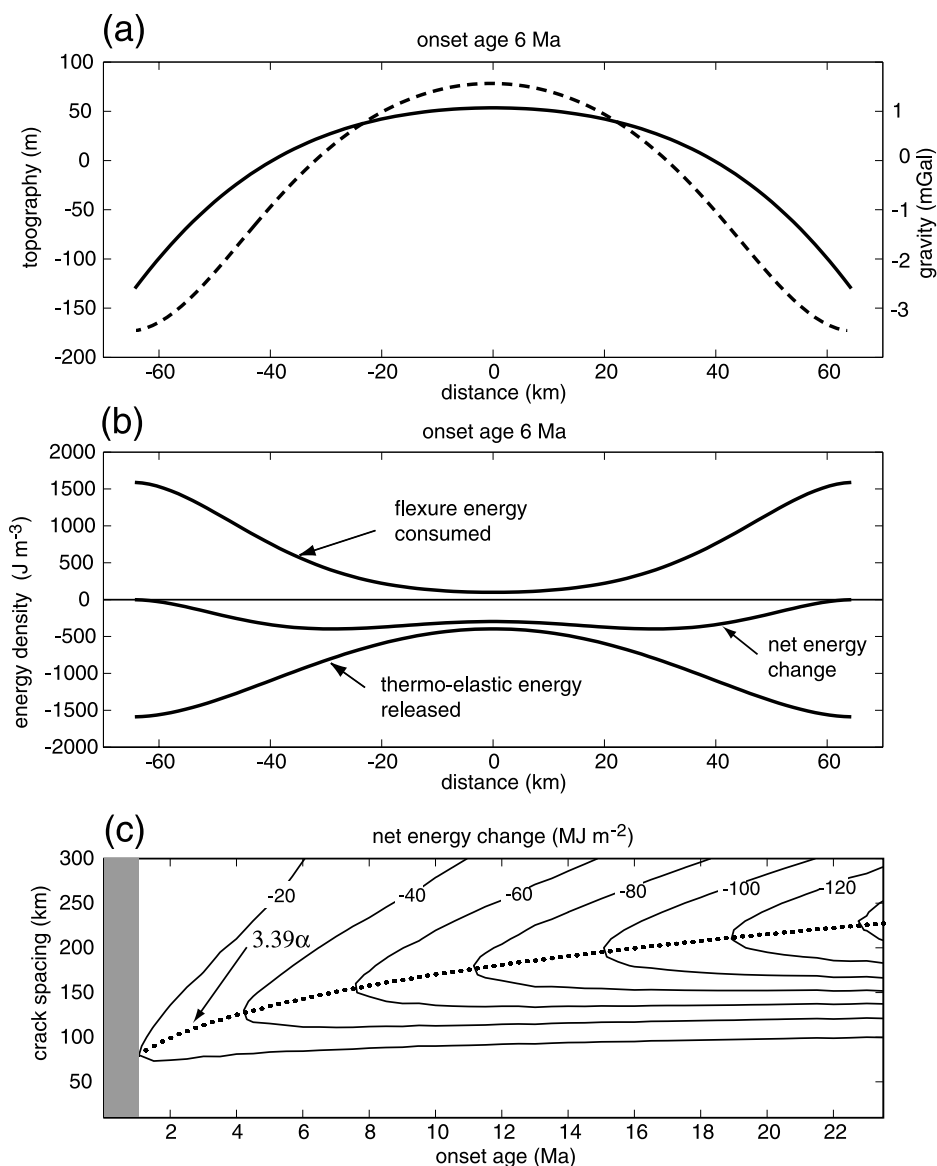 (a)
onset age 6 Ma
100
50
0
-50
-100
-150
-200
topography (m)
1
0
-1
-2
-3
gravity (mGal)
-60 -40 -20 0 20 40 60
distance (km)
(b)
onset age 6 Ma
2000
1500
1000
500
0
-500
-1000
-1500
-2000
energy density (J m-3)
flexure energy
consumed
net energy
change
thermo-elastic energy
released
-60 -40 -20 0 20 40 60
distance (km)
(c)
net energy change (MJ m-2)
300
250
200
150
100
50
crack spacing (km)
-20
-40
-60
-80
-100
-120
3.39α
2 4 6 8 10 12 14 16 18 20 22
onset age (Ma)